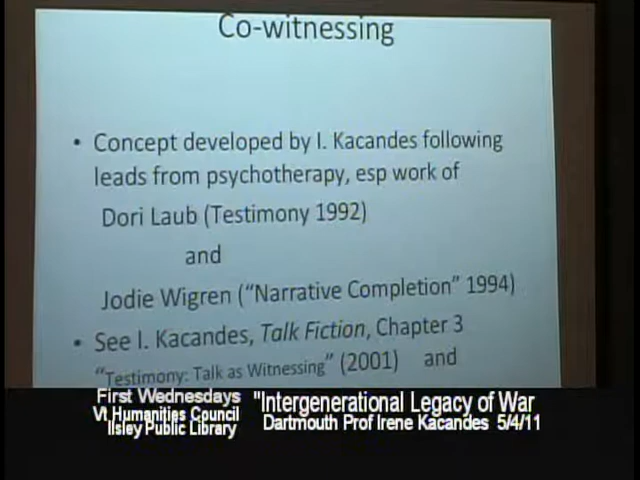 Co-witnessing
• Concept developed by I. Kacandes following
leads from psychotherapy, esp work of
Dori Laub (Testimony 1992)
and
Jodie Wigren ("Narrative Completion" 1994)
• See I. Kacandes, Talk Fiction, Chapter 3
"Testimony: Talk as Witnessing" (2001) and
First Wednesdays
Vt Humanities Council
Ilsley Public Library
"Intergenerational Legacy of War
Dartmouth Prof Irene Kacandes 5/4/11